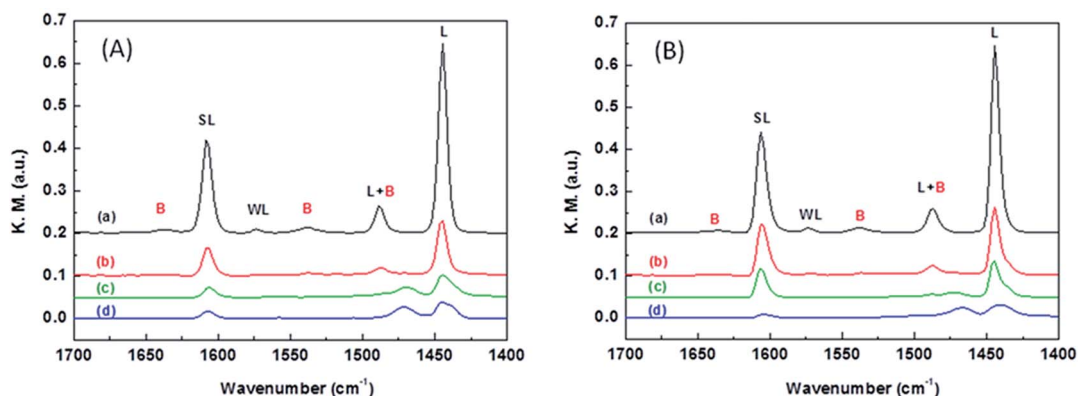 (A)
K. M. (a.u.)
0.7
0.6
0.5
0.4
0.3
0.2
0.1
0.0
L
SL
B
WL
B
L+B
(a)
(b)
(c)
(d)
1700 1650 1600 1550 1500 1450 1400
Wavenumber (cm-1)
(B)
K. M. (a.u.)
0.7
0.6
0.5
0.4
0.3
0.2
0.1
0.0
L
SL
B
WL
B
L+B
(a)
(b)
(c)
(d)
1700 1650 1600 1550 1500 1450 1400
Wavenumber (cm-1)